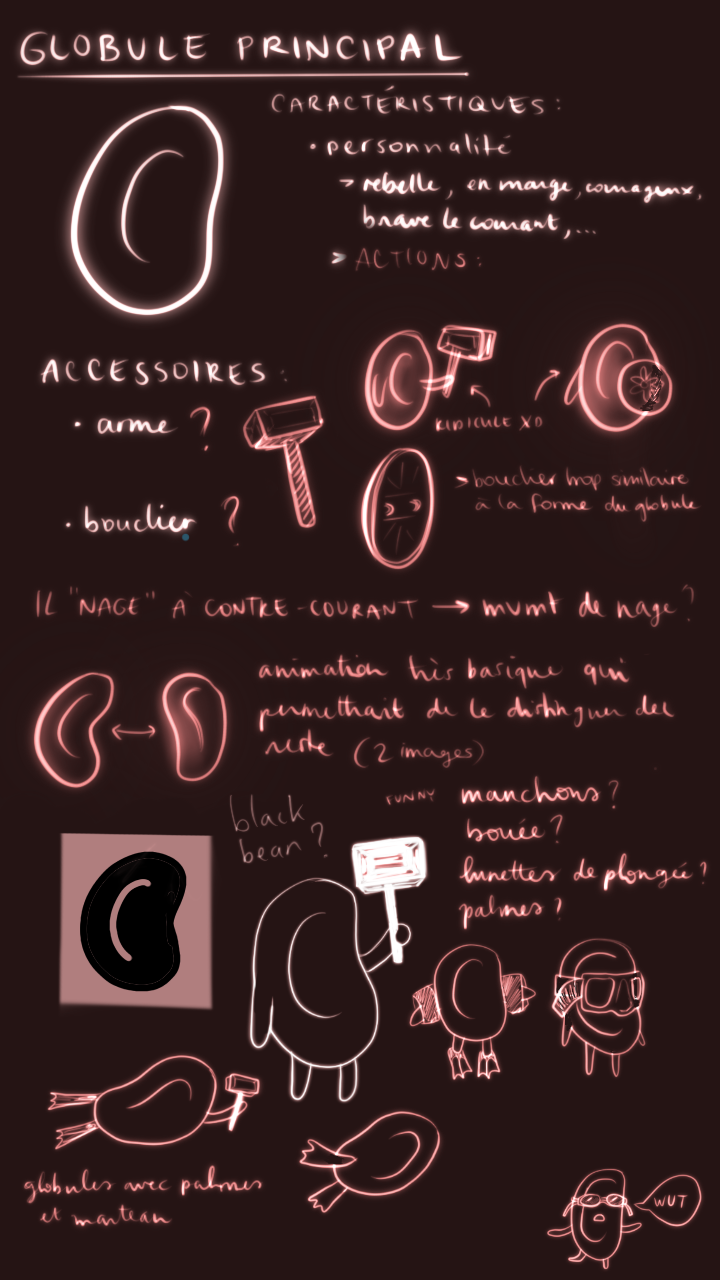 GLOBULE PRINCIPAL
CARACTÉRISTIQUES :
• personnalité
> rebelle, en marge, courageux,
brave le courant,...
> ACTIONS :
ACCESSOIRES :
• arme ?
RIDICULE XD
• bouclier ?
> bouclier trop similaire
à la forme du globule
IL "NAGE" À CONTRE-COURANT → mvmt de nage ?
animation très basique qui
permettrait de le distinguer des
reste (2 images)
black
bean ?
FUNNY manchons ?
bouée ?
lunettes de plongée ?
palmes ?
globules avec palmes
et marteau
WUT